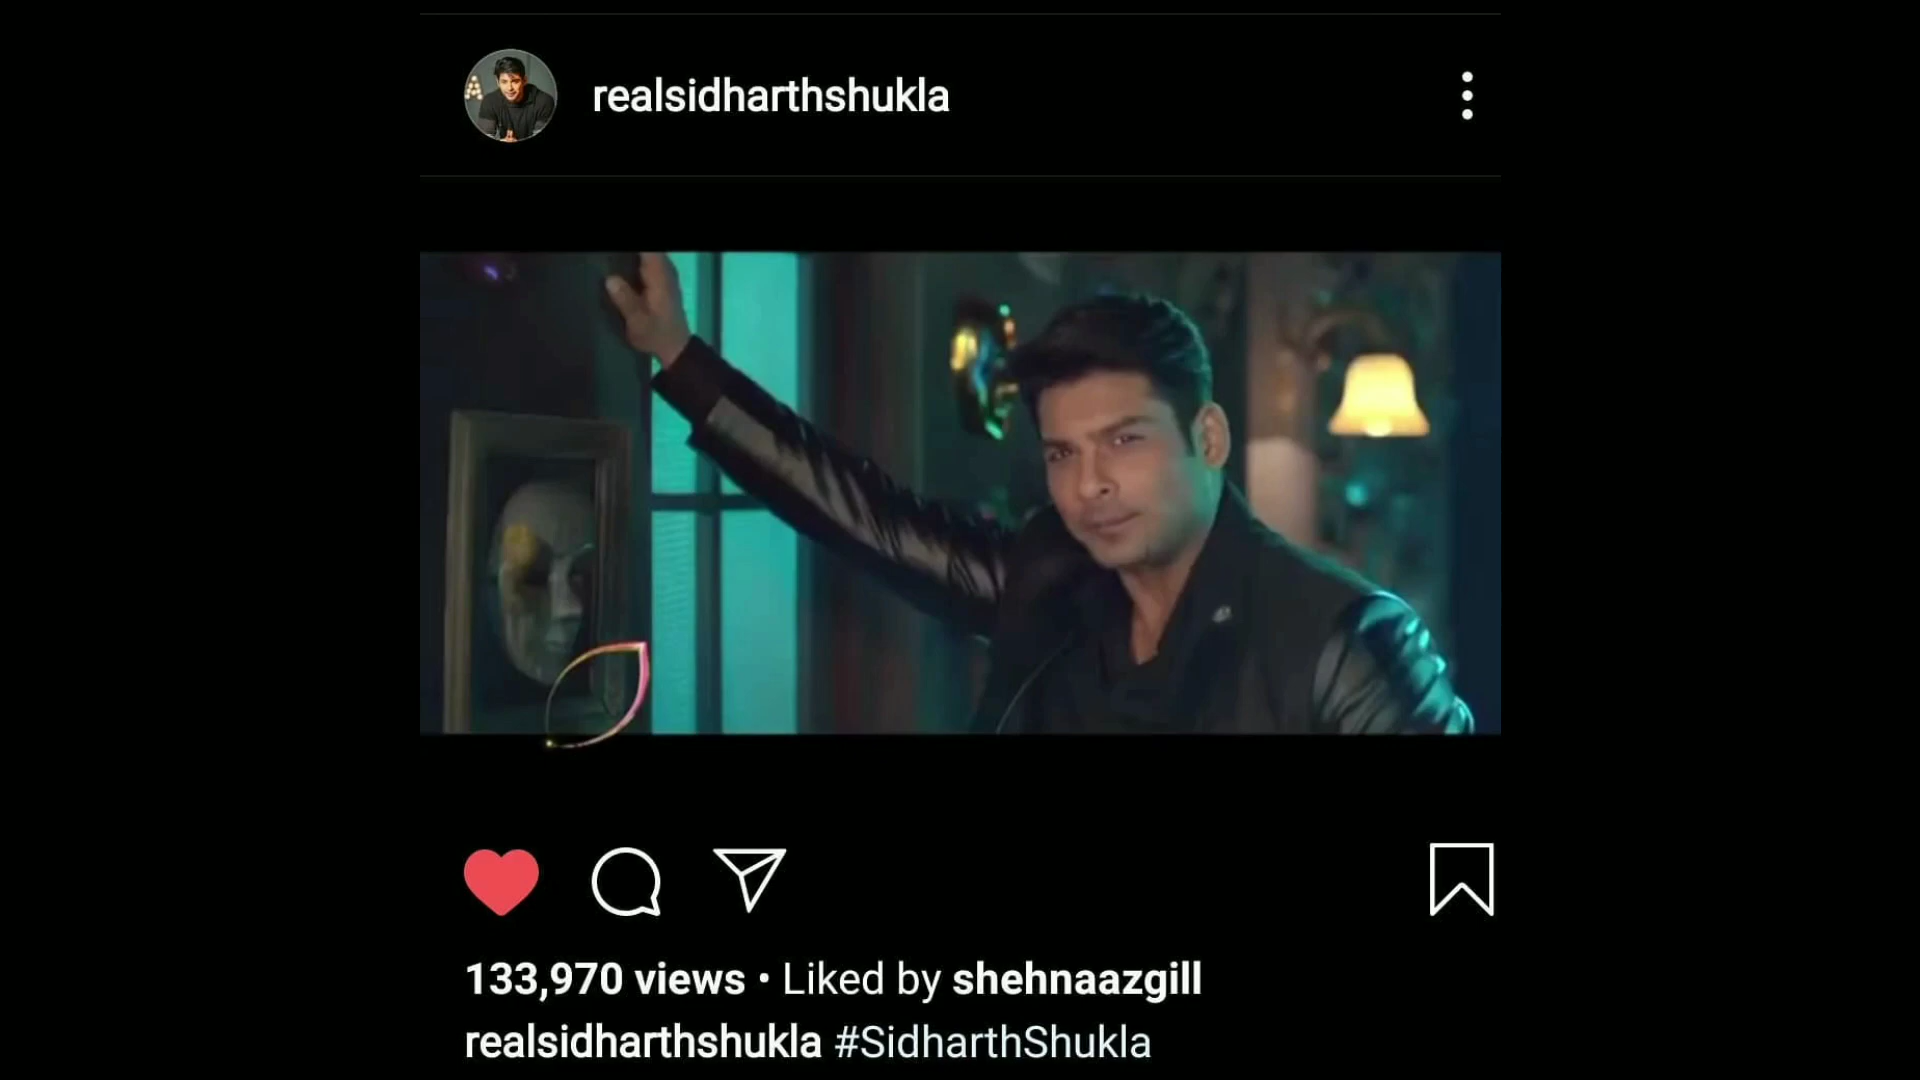 realsidharthshukla
133,970 views • Liked by shehnaazgill
realsidharthshukla #SidharthShukla